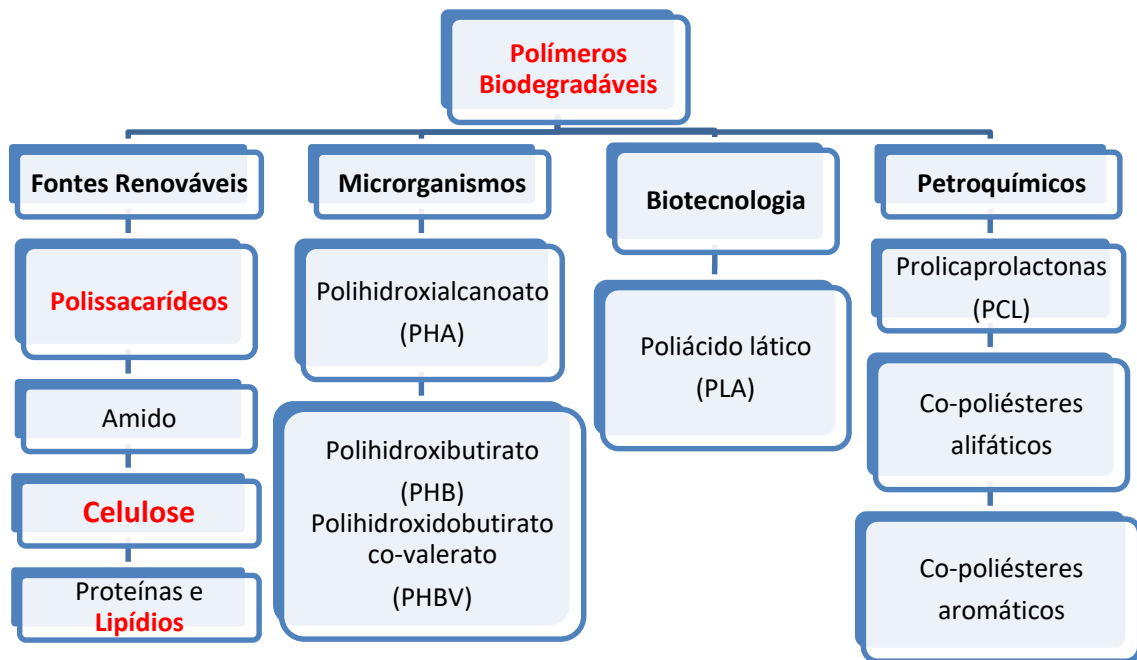 Polímeros
Biodegradáveis
Fontes Renováveis
Polissacarídeos
Amido
Celulose
Proteínas e
Lipídios
Microrganismos
Polihidroxialcanoato
(PHA)
Polihidroxibutirato
(PHB)
Polihidroxidobutirato
co-valerato
(PHBV)
Biotecnologia
Poliácido lático
(PLA)
Petroquímicos
Prolicaprolactonas
(PCL)
Co-poliésteres
alifáticos
Co-poliésteres
aromáticos